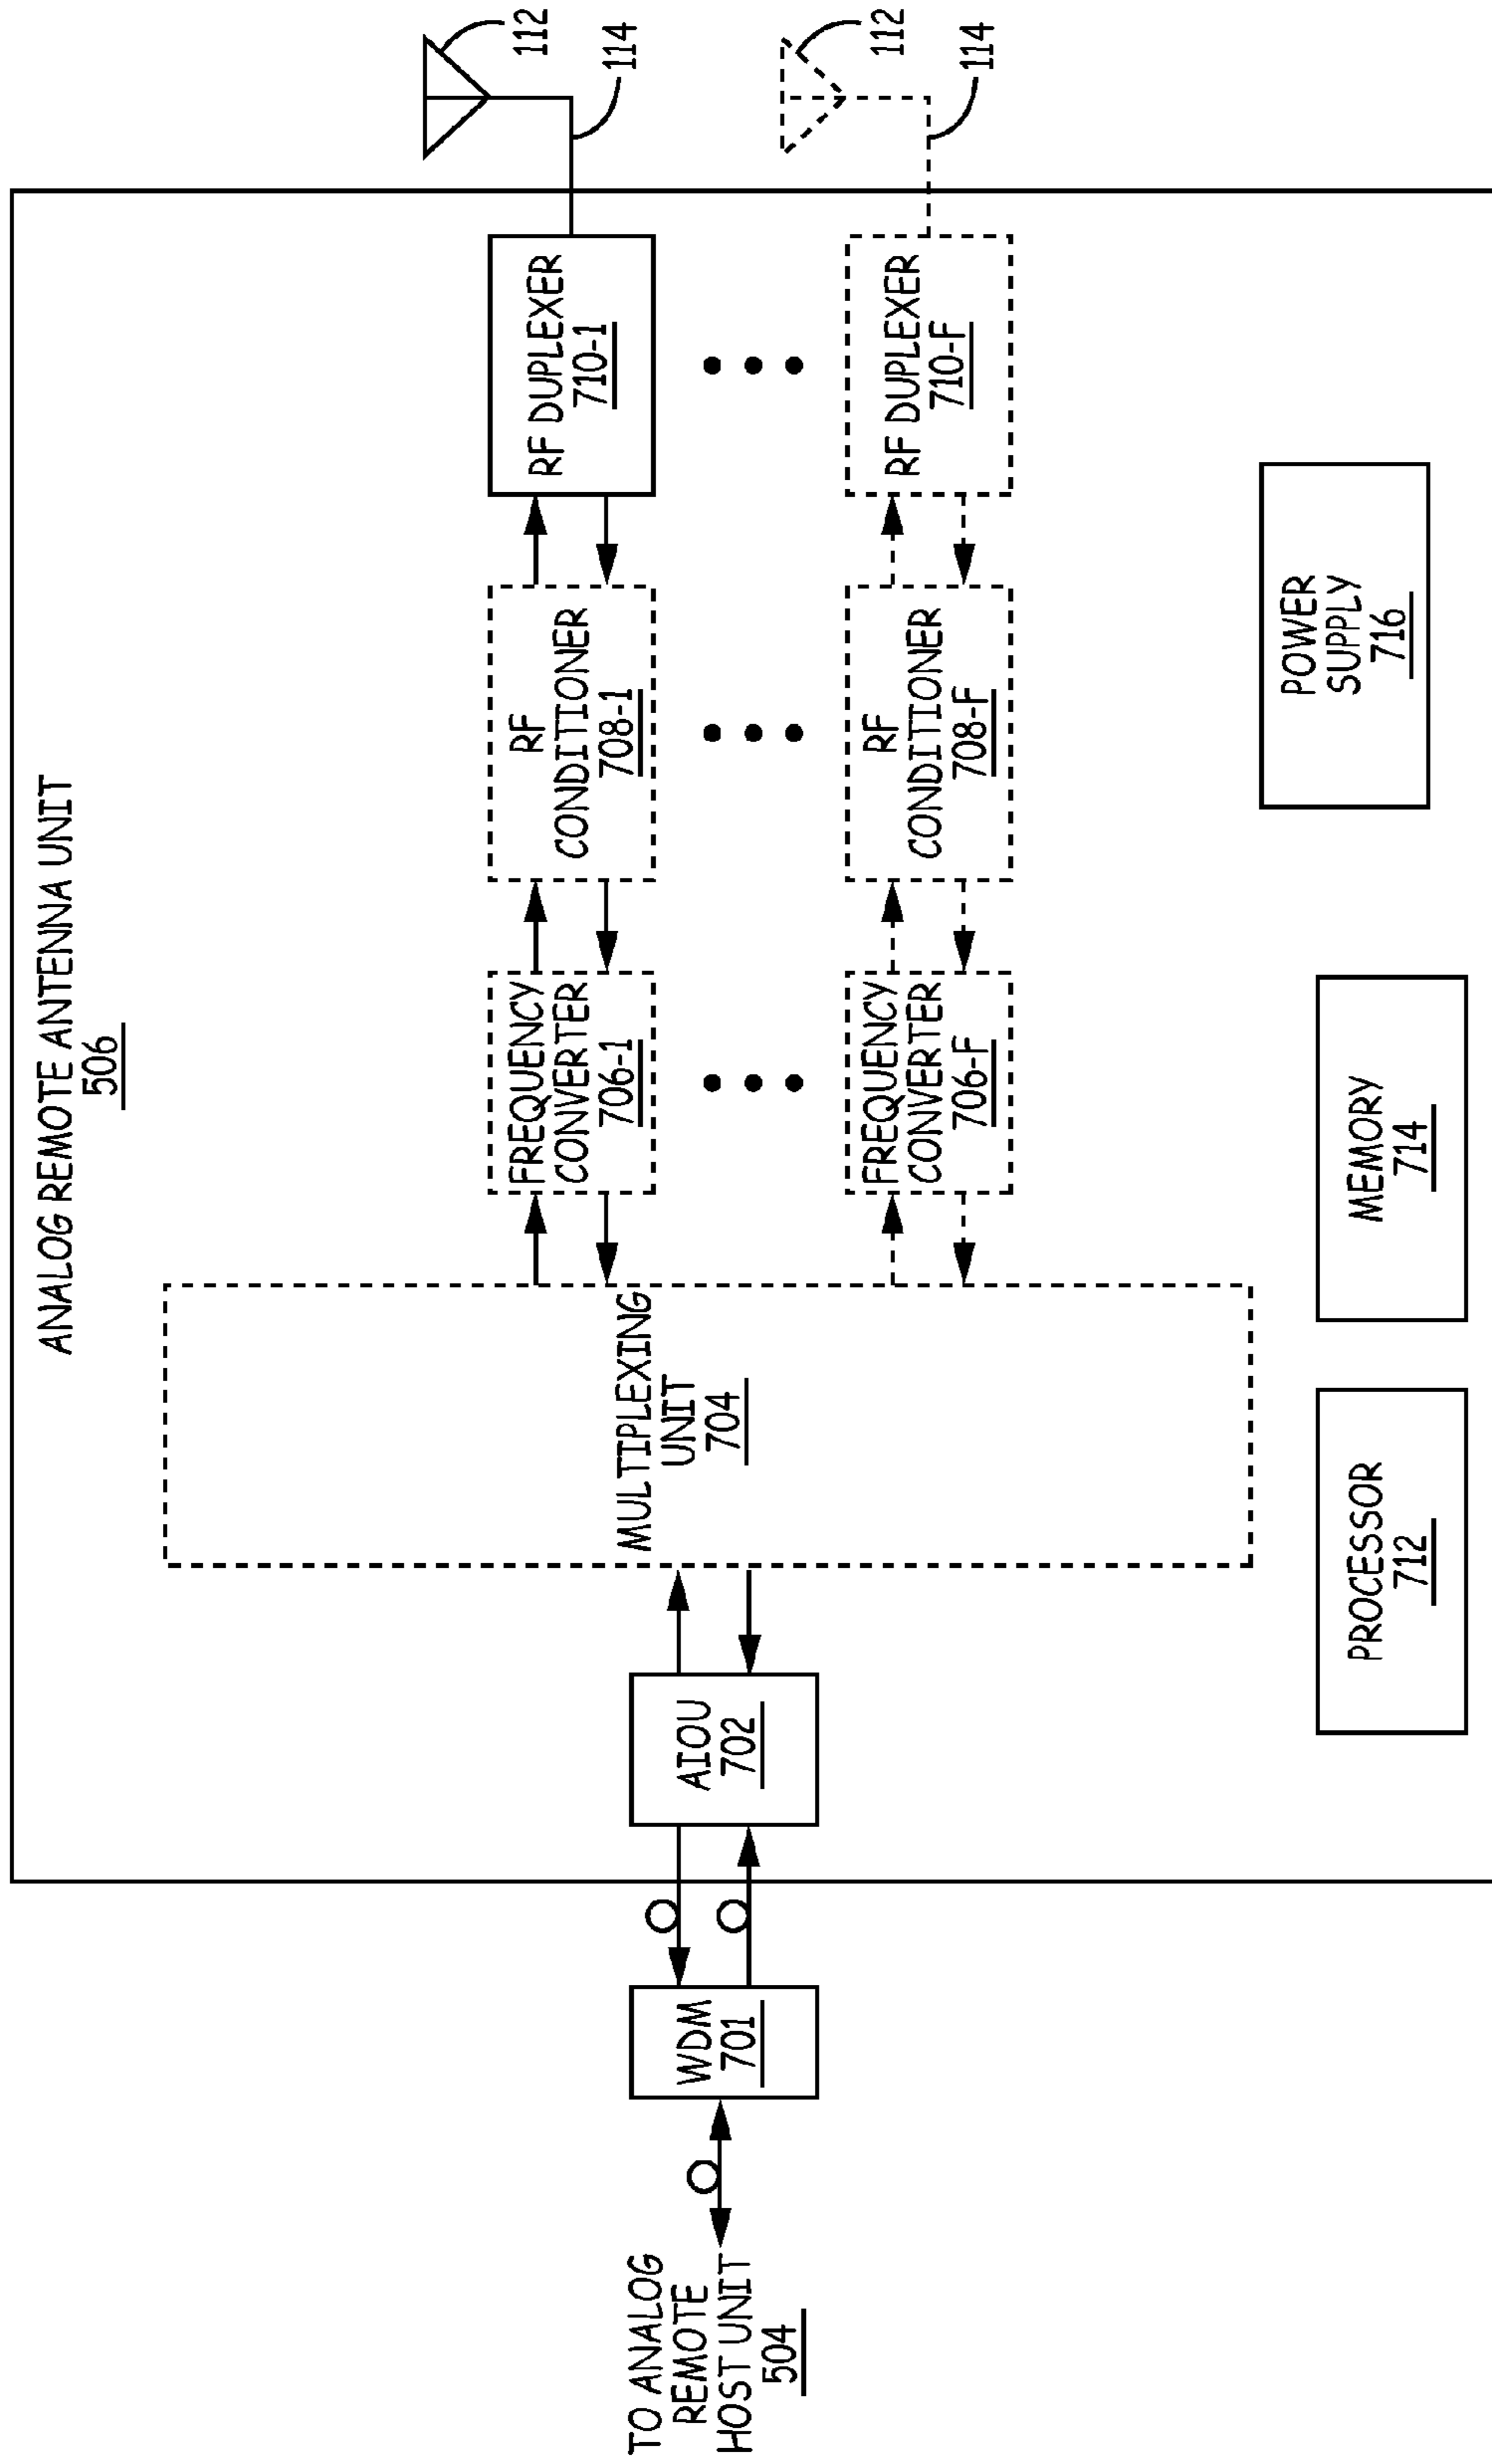 ANALOG REMOTE ANTENNA UNIT
506
TO ANALOG
REMOTE
HOST UNIT
504
WDM
701
AIOU
702
MULTIPLEXING
UNIT
704
FREQUENCY
CONVERTER
706-1
RF
CONDITIONER
708-1
RF DUPLEXER
710-1
112
114
FREQUENCY
CONVERTER
706-F
RF
CONDITIONER
708-F
RF DUPLEXER
710-F
112
114
PROCESSOR
712
MEMORY
714
POWER
SUPPLY
716